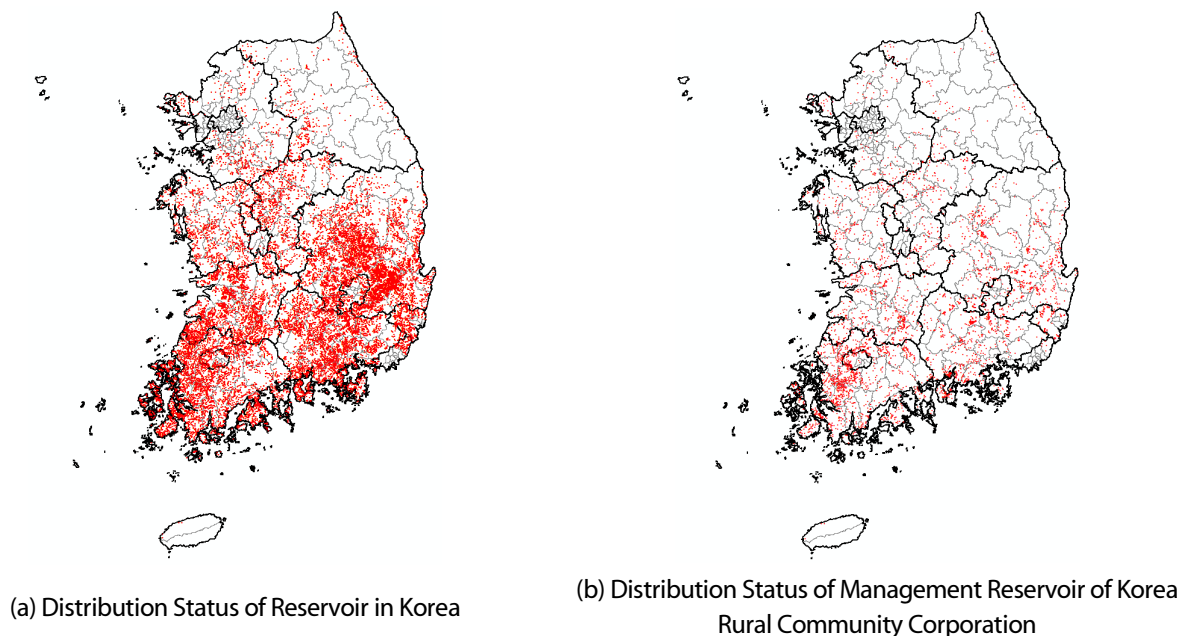 (a) Distribution Status of Reservoir in Korea
(b) Distribution Status of Management Reservoir of Korea
Rural Community Corporation